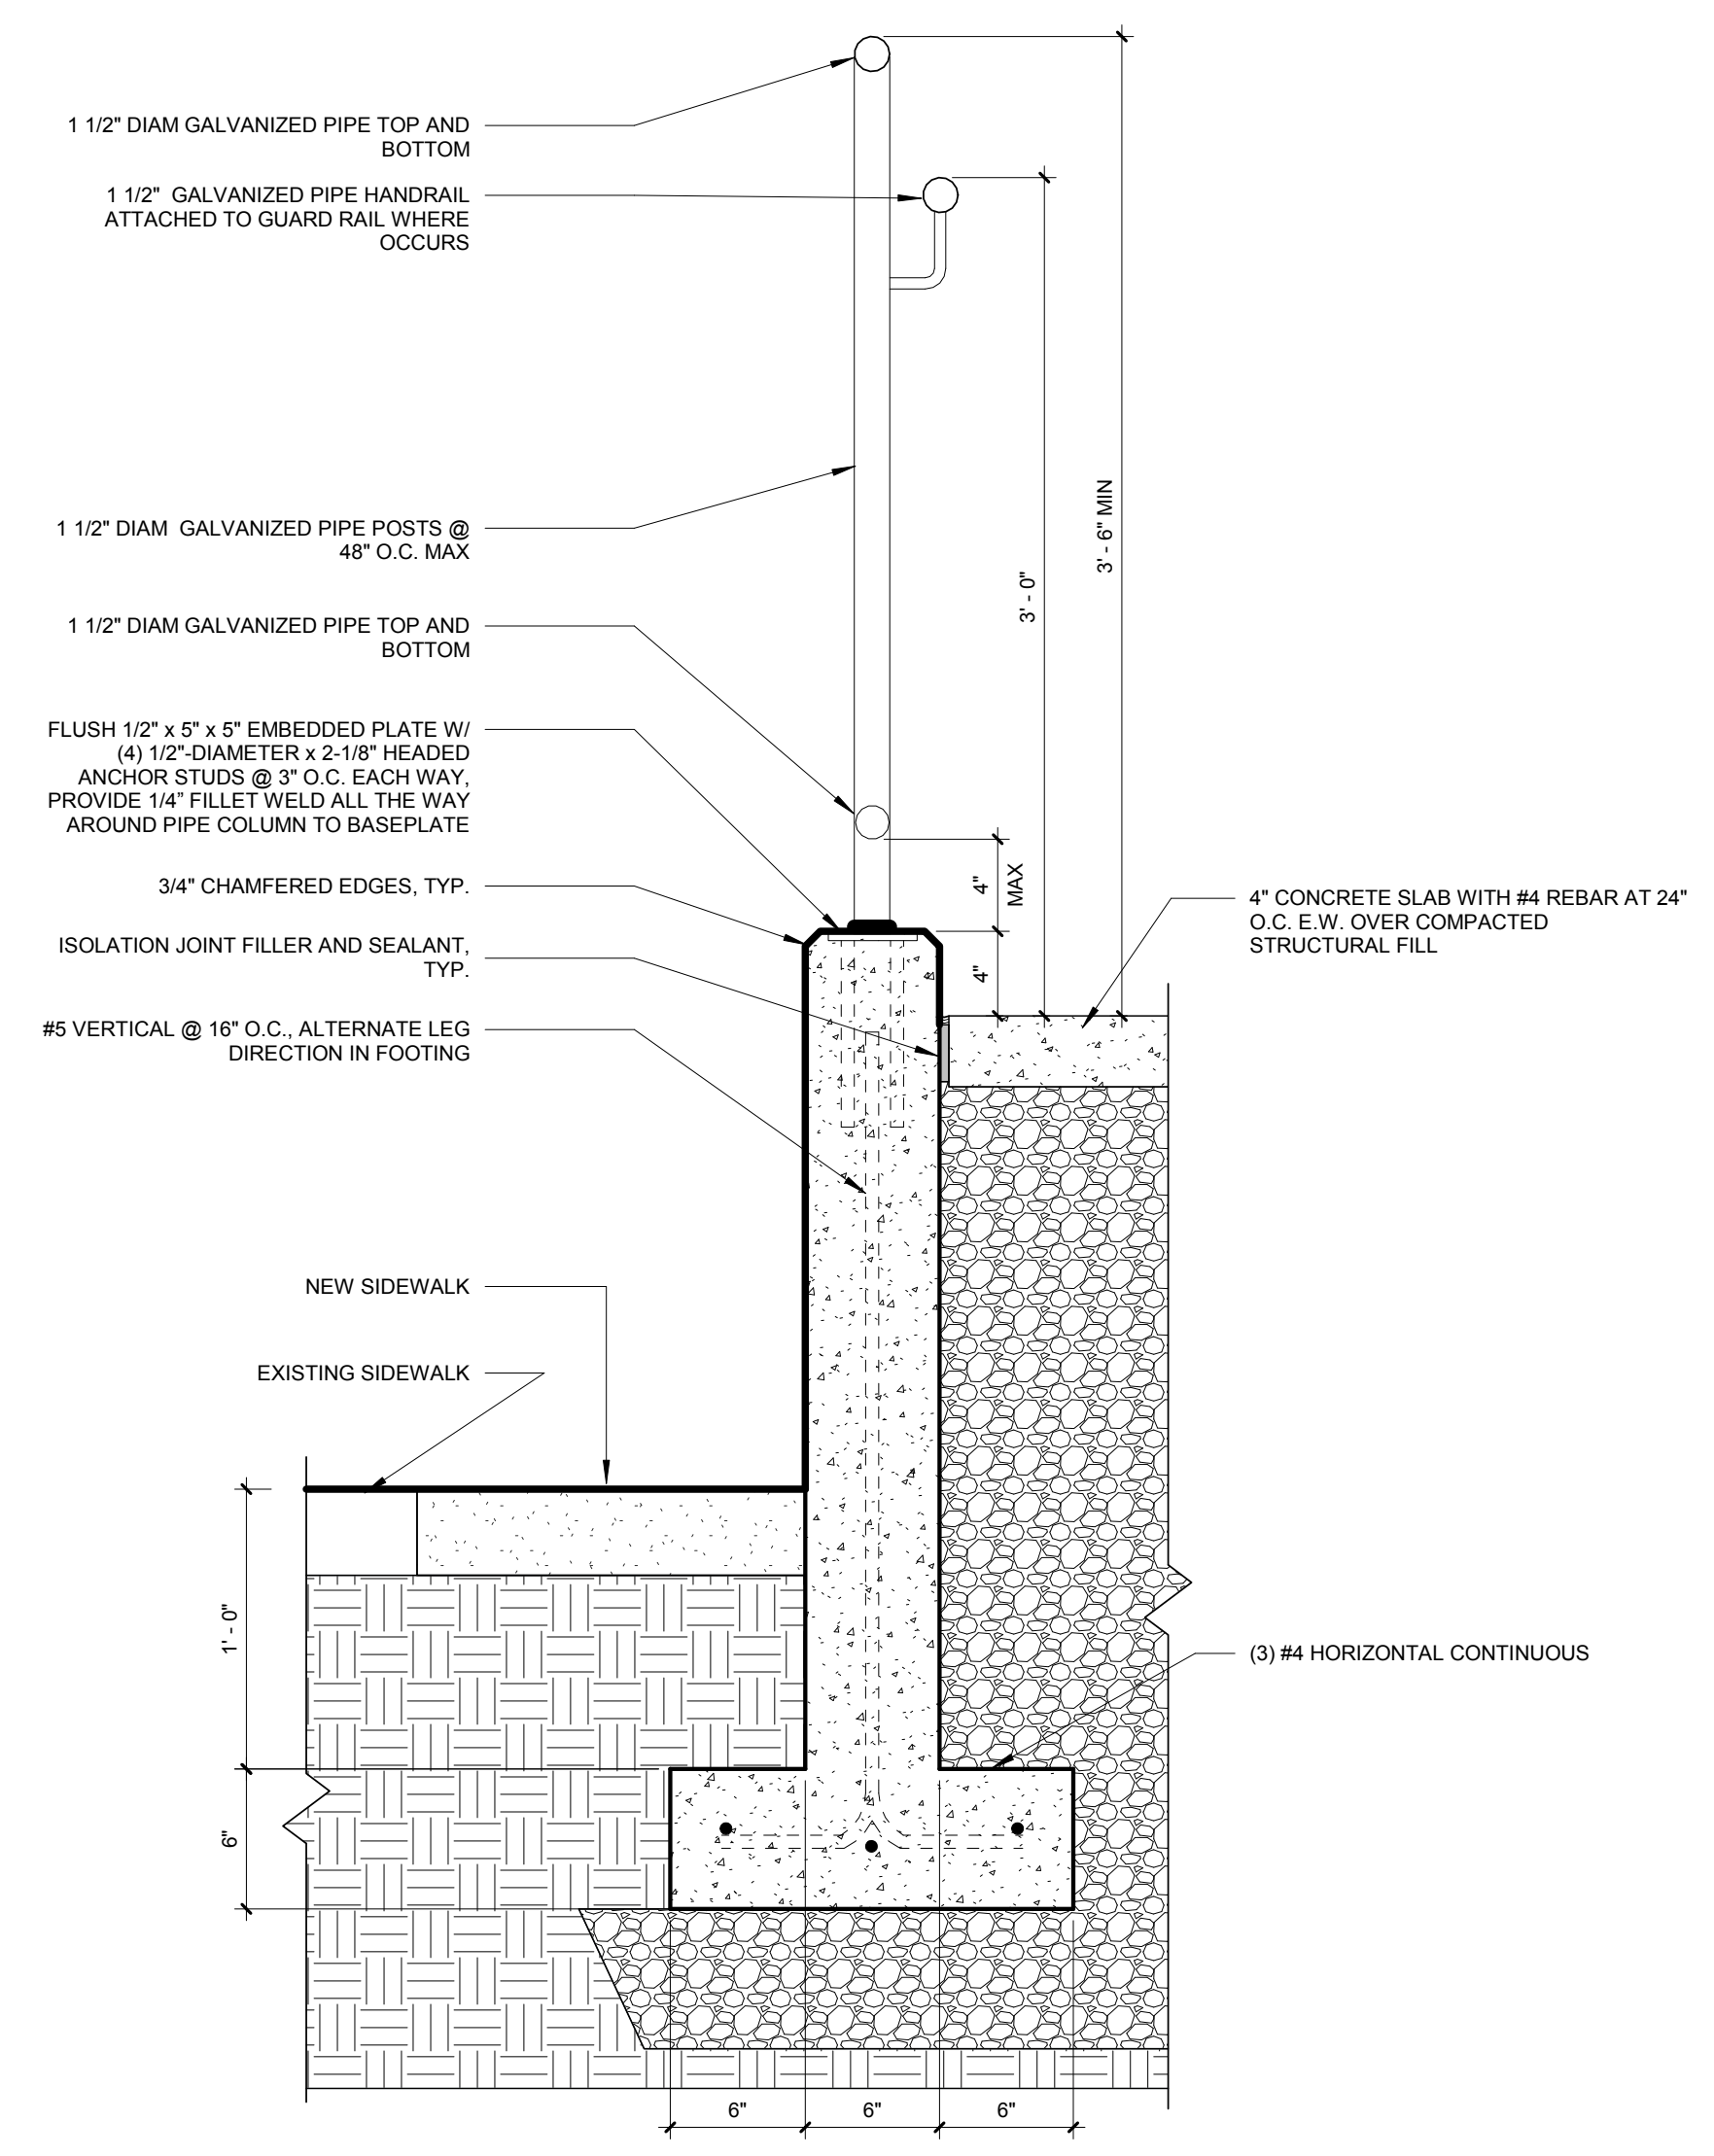 1 1/2" DIAM GALVANIZED PIPE TOP AND
BOTTOM
1 1/2"  GALVANIZED PIPE HANDRAIL
ATTACHED TO GUARD RAIL WHERE
OCCURS
1 1/2" DIAM  GALVANIZED PIPE POSTS @
48" O.C. MAX
1 1/2" DIAM GALVANIZED PIPE TOP AND
BOTTOM
FLUSH 1/2" x 5" x 5" EMBEDDED PLATE W/
(4) 1/2"-DIAMETER x 2-1/8" HEADED
ANCHOR STUDS @ 3" O.C. EACH WAY,
PROVIDE 1/4” FILLET WELD ALL THE WAY
AROUND PIPE COLUMN TO BASEPLATE
3/4" CHAMFERED EDGES, TYP.
ISOLATION JOINT FILLER AND SEALANT,
TYP.
#5 VERTICAL @ 16" O.C., ALTERNATE LEG
DIRECTION IN FOOTING
NEW SIDEWALK
EXISTING SIDEWALK
1' - 0"
6"
3' - 6" MIN
3' - 0"
4"
MAX
4"
4" CONCRETE SLAB WITH #4 REBAR AT 24"
O.C. E.W. OVER COMPACTED
STRUCTURAL FILL
(3) #4 HORIZONTAL CONTINUOUS
6"
6"
6"